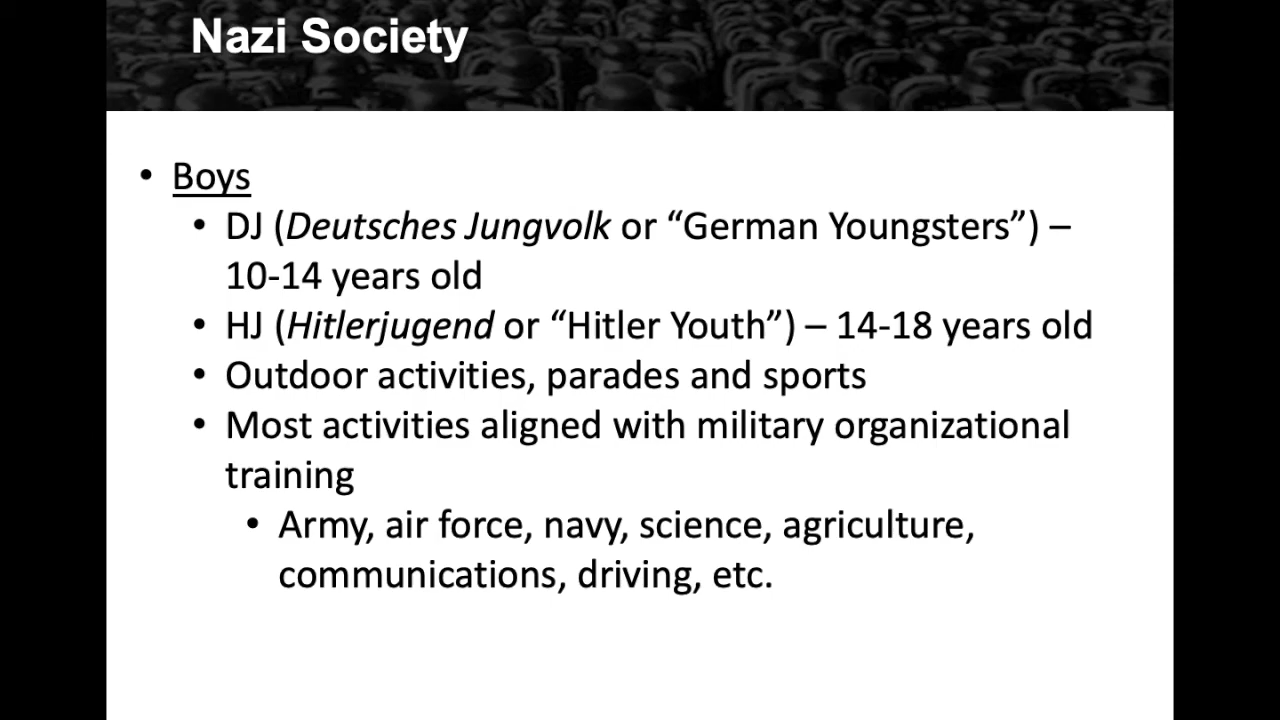 Nazi Society
• Boys
• DJ (Deutsches Jungvolk or “German Youngsters”) –
10-14 years old
• HJ (Hitlerjugend or “Hitler Youth”) – 14-18 years old
• Outdoor activities, parades and sports
• Most activities aligned with military organizational
training
• Army, air force, navy, science, agriculture,
communications, driving, etc.